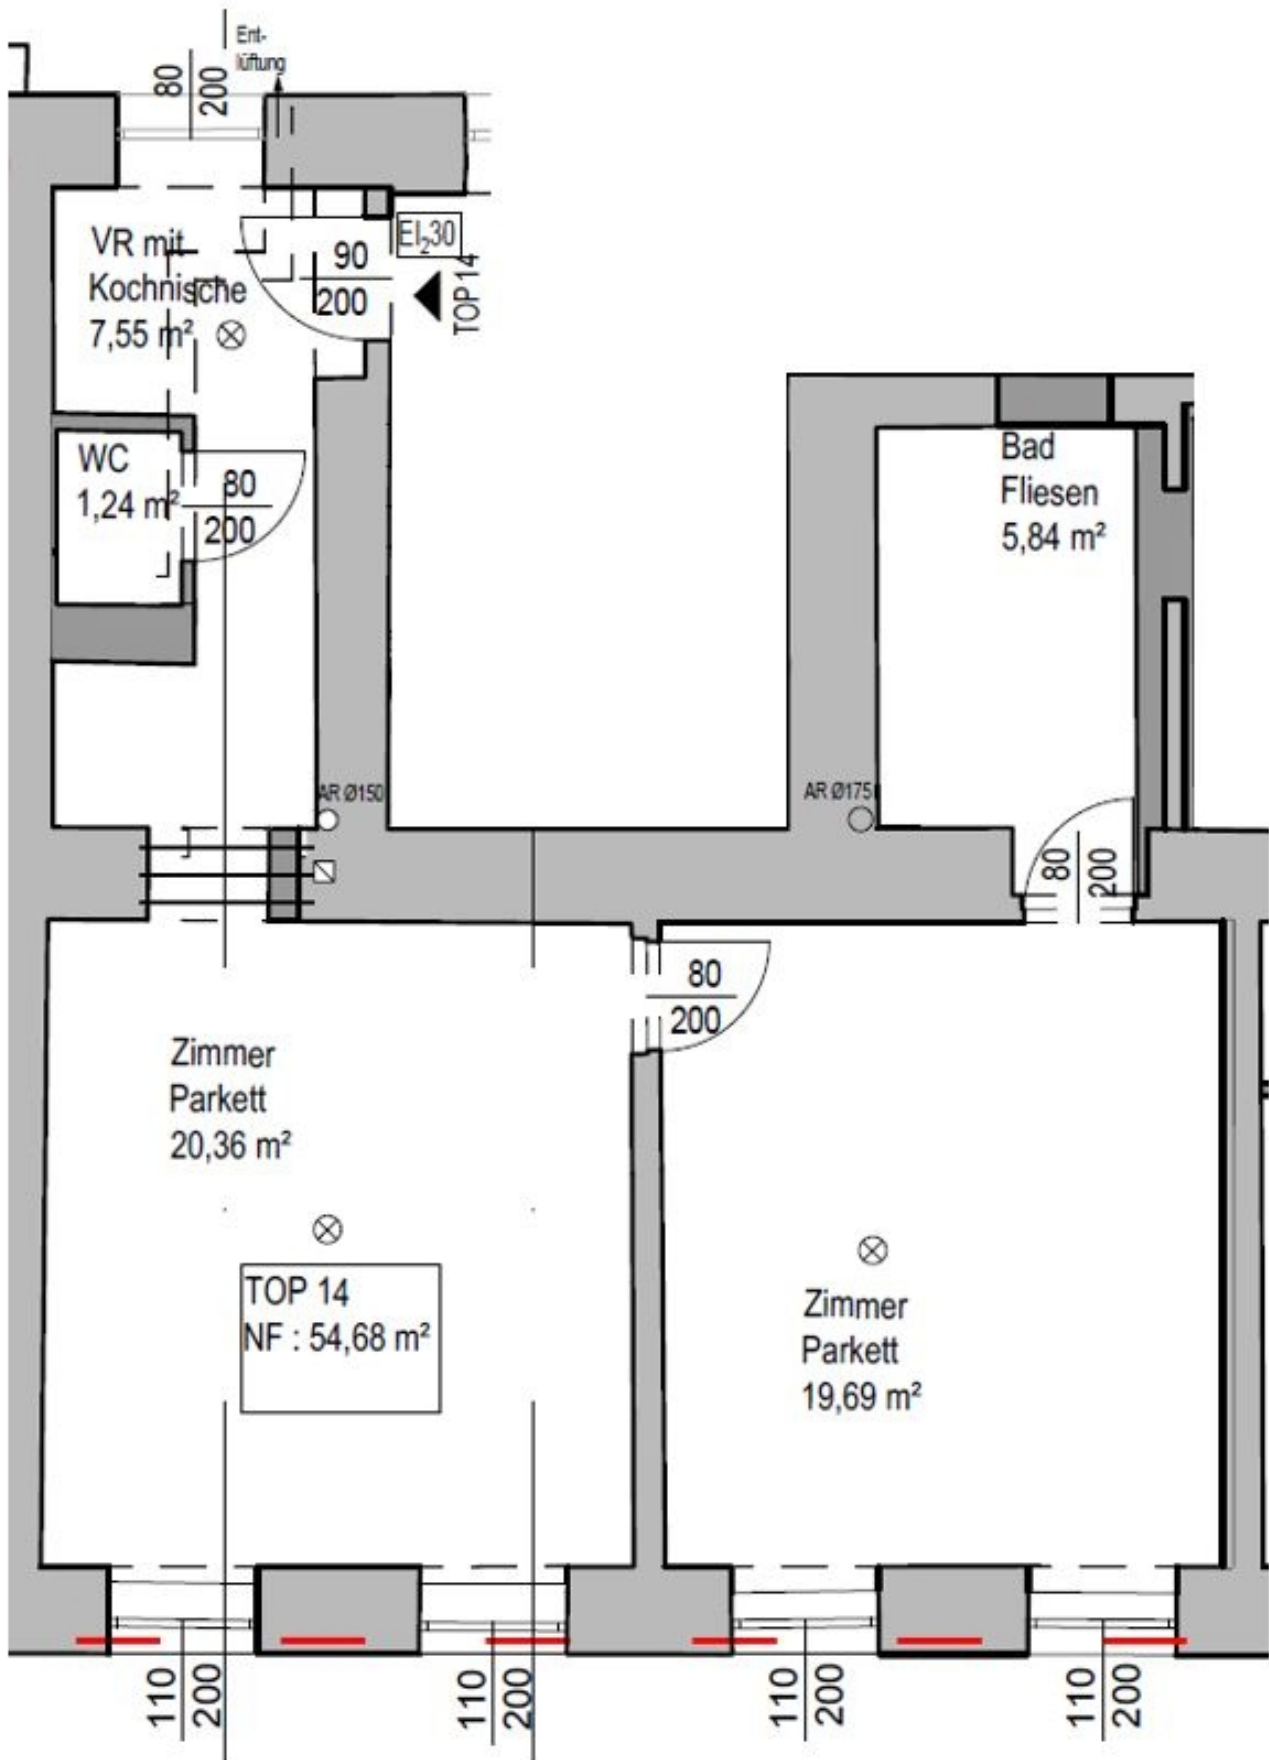 Ent-
lüftung
80
200
VR mit
Kochnische
7,55 m²
90
200
EI₂30
TOP 14
WC
1,24 m²
80
200
Bad
Fliesen
5,84 m²
AR Ø150
AR Ø175
80
200
80
200
Zimmer
Parkett
20,36 m²
TOP 14
NF : 54,68 m²
Zimmer
Parkett
19,69 m²
110
200
110
200
110
200
110
200